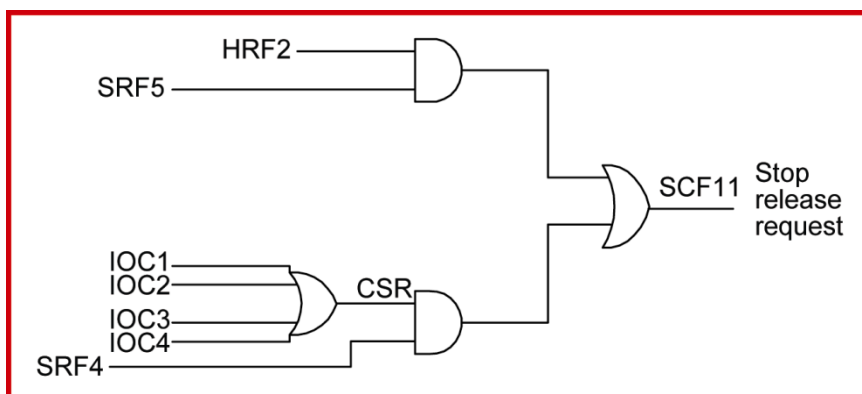 HRF2
SRF5
SCF11
Stop
release
request
IOC1
IOC2
CSR
IOC3
IOC4
SRF4